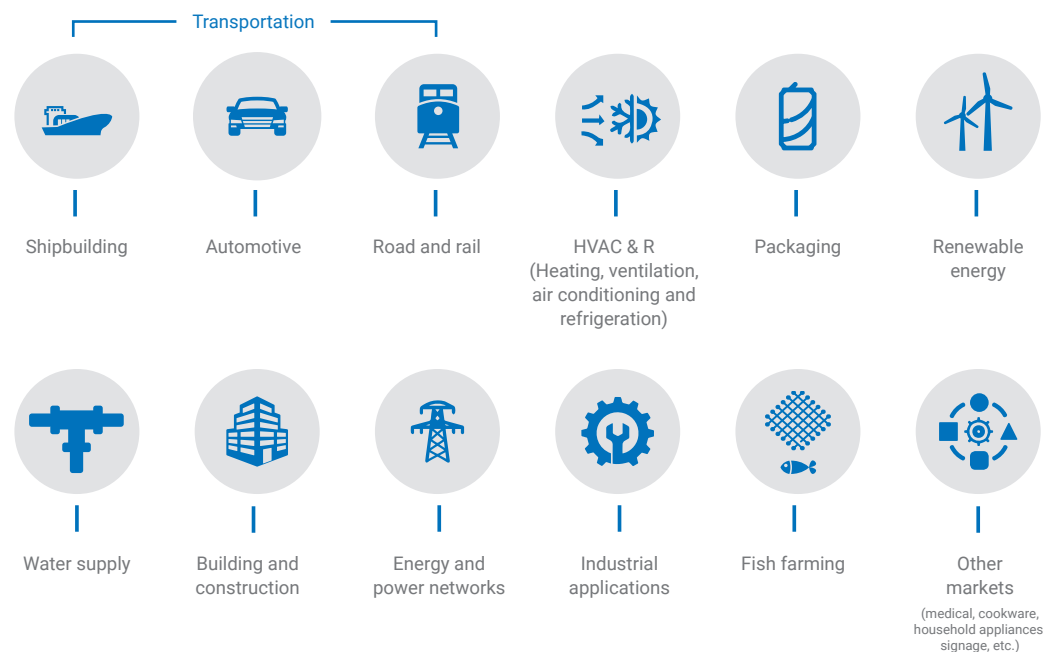 Transportation
Shipbuilding
Automotive
Road and rail
HVAC & R
(Heating, ventilation,
air conditioning and
refrigeration)
Packaging
Renewable
energy
Water supply
Building and
construction
Energy and
power networks
Industrial
applications
Fish farming
Other
markets
(medical, cookware,
household appliances
signage, etc.)